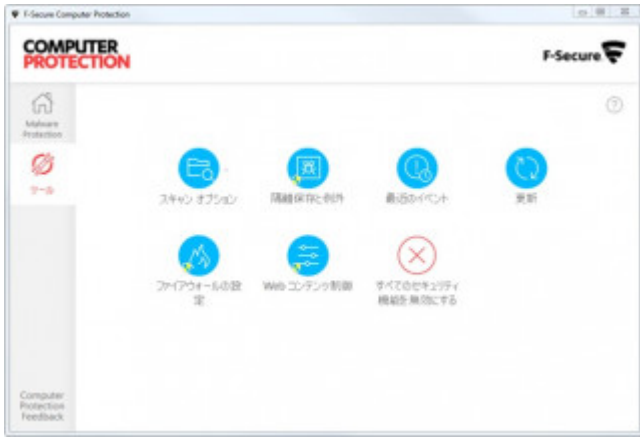 F-Secure Computer Protection
COMPUTER
PROTECTION
F-Secure
Malware
Protection
ツール
スキャン オプション
隔離保存と例外
最近のイベント
更新
ファイアウォールの設
定
Web コンテンツ制御
すべてのセキュリティ
機能を無効にする
Computer
Protection
Feedback